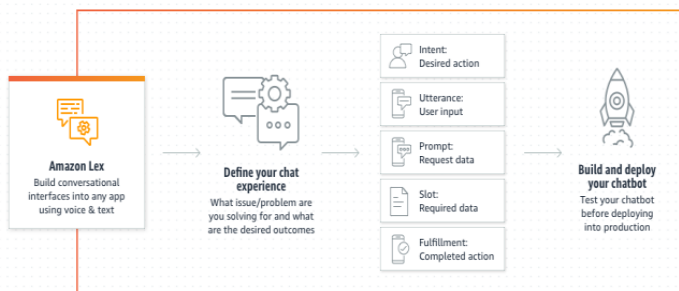 Amazon Lex
Build conversational
interfaces into any app
using voice & text
Define your chat
experience
What issue/problem are
you solving for and what
are the desired outcomes
Intent:
Desired action
Utterance:
User input
Prompt:
Request data
Slot:
Required data
Fulfillment:
Completed action
Build and deploy
your chatbot
Test your chatbot
before deploying
into production